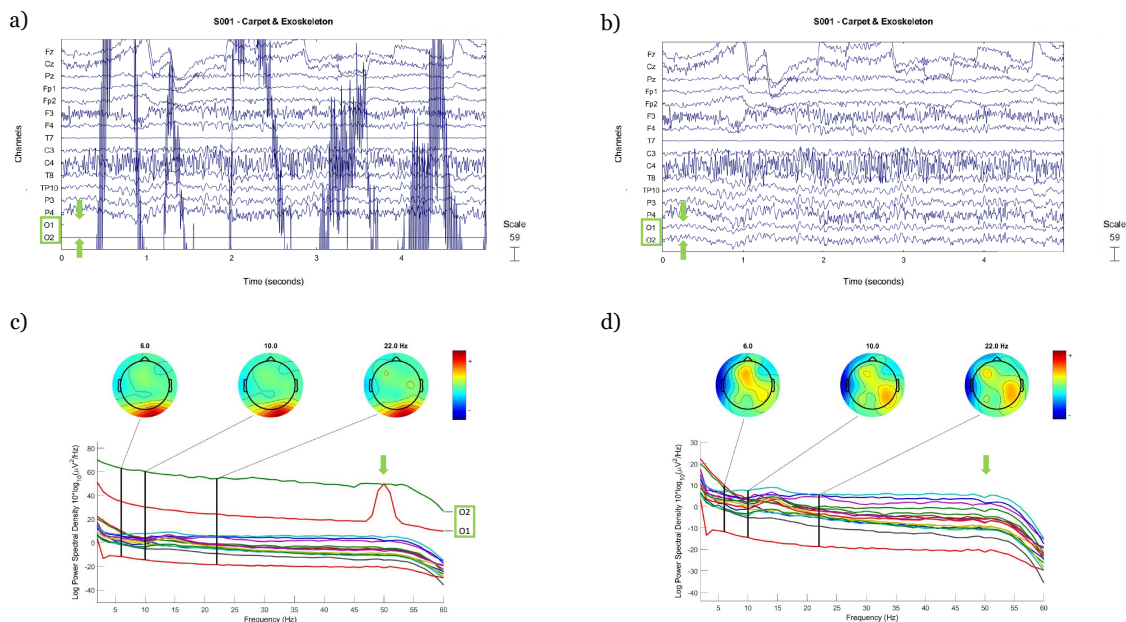 a)
S001 - Carpet & Exoskeleton
Channels
Fz
Cz
Pz
Fp1
Fp2
F3
F4
T7
C3
C4
T8
TP10
P3
P4
O1
O2
0 1 2 3 4
Time (seconds)
Scale
59
b)
S001 - Carpet & Exoskeleton
Channels
Fz
Cz
Pz
Fp1
Fp2
F3
F4
T7
C3
C4
T8
TP10
P3
P4
O1
O2
0 1 2 3 4
Time (seconds)
Scale
59
c)
6.0 10.0 22.0 Hz
+
-
Log Power Spectral Density 10*log10(μV2/Hz)
80
60
40
20
0
-20
-40
5 10 15 20 25 30 35 40 45 50 55 60
Frequency (Hz)
O2
O1
d)
6.0 10.0 22.0 Hz
+
-
Log Power Spectral Density 10*log10(μV2/Hz)
30
20
10
0
-10
-20
-30
-40
5 10 15 20 25 30 35 40 45 50 55 60
Frequency (Hz)